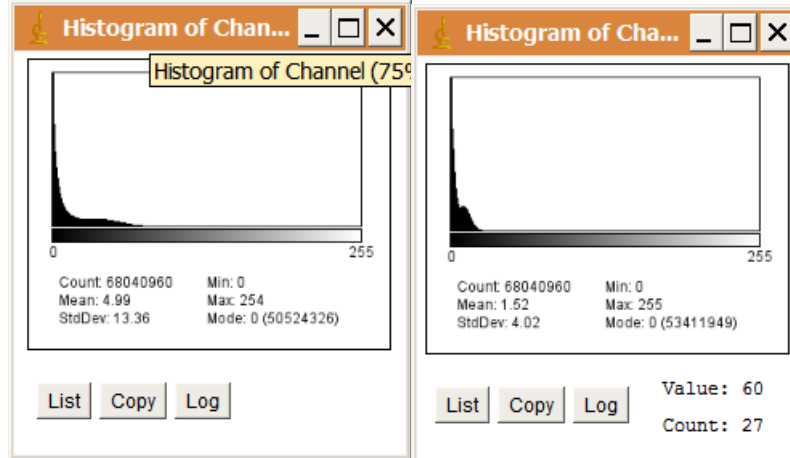 Histogram of Chan...
Histogram of Channel (75%
0 255
Count: 68040960 Min: 0
Mean: 4.99 Max: 254
StdDev: 13.36 Mode: 0 (50524326)
List Copy Log
Histogram of Cha...
0 255
Count: 68040960 Min: 0
Mean: 1.52 Max: 255
StdDev: 4.02 Mode: 0 (53411949)
List Copy Log
Value: 60
Count: 27